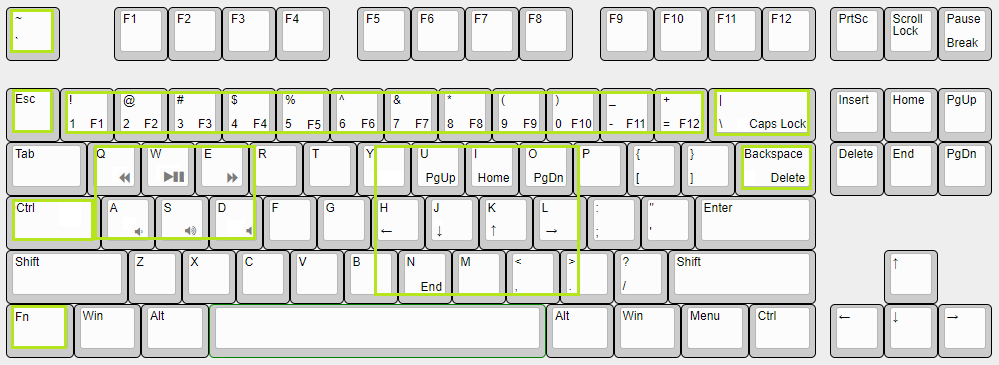 ~ F1 F2 F3 F4 F5 F6 F7 F8 F9 F10 F11 F12 PrtSc Scroll Lock Pause
` Break
Esc ! @ # $ % ^ & * ( ) _ + | Insert Home PgUp
1 F1 2 F2 3 F3 4 F4 5 F5 6 F6 7 F7 8 F8 9 F9 0 F10 - F11 = F12 \ Caps Lock
Tab Q W E R T Y U I O P { } Backspace Delete End PgDn
PgUp Home PgDn [ ] Delete
Ctrl A S D F G H J K L : " Enter
← ↓ ↑ → ; '
Shift Z X C V B N M < > ? Shift ↑
End , . /
Fn Win Alt Alt Win Menu Ctrl ← ↓ →